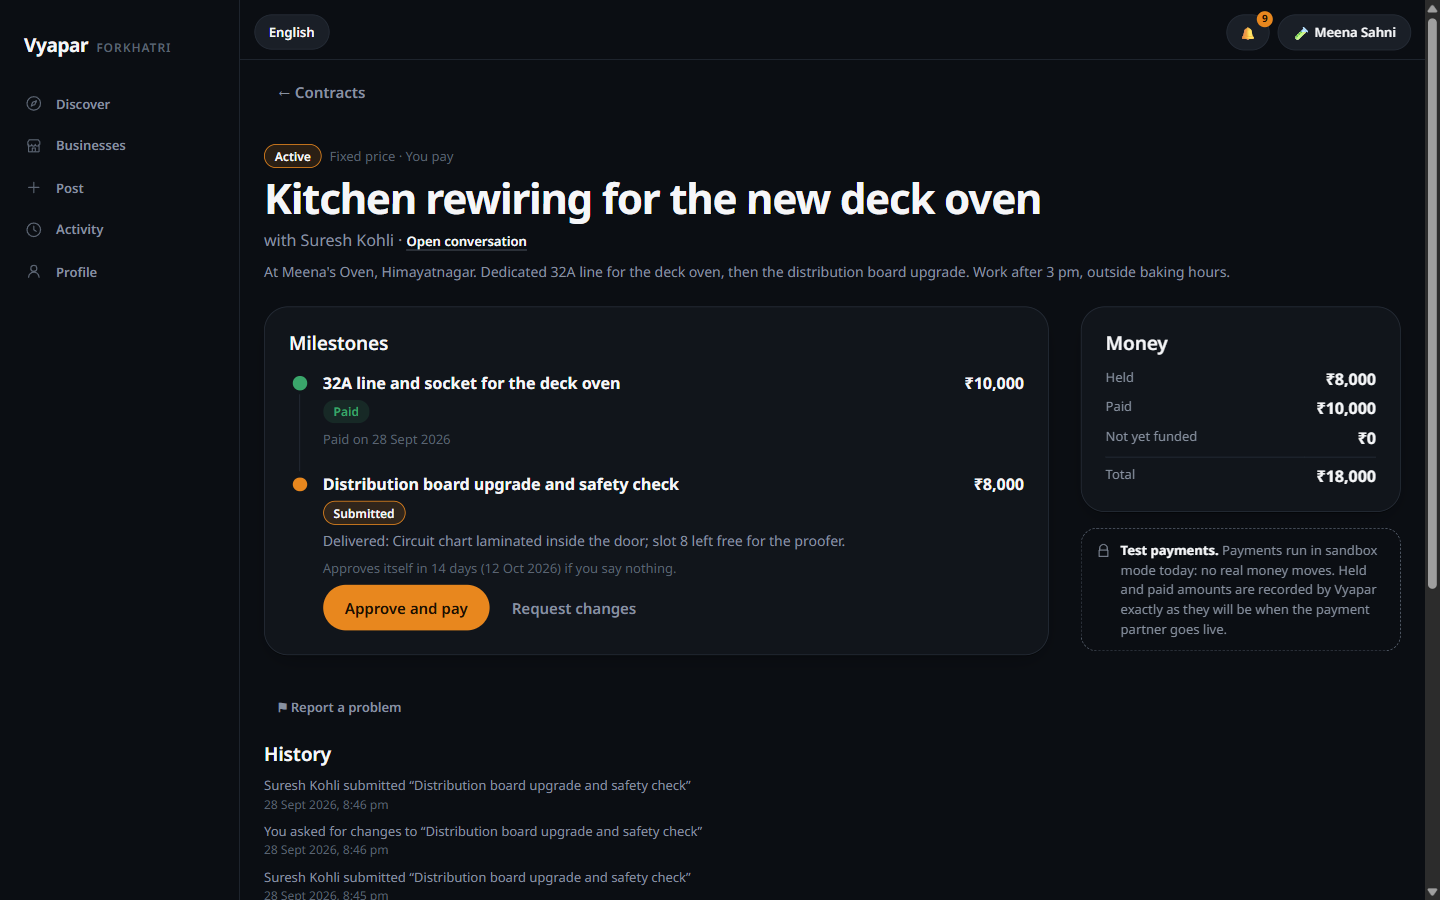 Vyapar FORKHATRI
Discover
Businesses
Post
Activity
Profile
English
9
Meena Sahni
← Contracts
Active Fixed price · You pay
Kitchen rewiring for the new deck oven
with Suresh Kohli · Open conversation
At Meena's Oven, Himayatnagar. Dedicated 32A line for the deck oven, then the distribution board upgrade. Work after 3 pm, outside baking hours.
Milestones
32A line and socket for the deck oven ₹10,000
Paid
Paid on 28 Sept 2026
Distribution board upgrade and safety check ₹8,000
Submitted
Delivered: Circuit chart laminated inside the door; slot 8 left free for the proofer.
Approves itself in 14 days (12 Oct 2026) if you say nothing.
Approve and pay Request changes
Money
Held ₹8,000
Paid ₹10,000
Not yet funded ₹0
Total ₹18,000
Test payments. Payments run in sandbox
mode today: no real money moves. Held
and paid amounts are recorded by Vyapar
exactly as they will be when the payment
partner goes live.
Report a problem
History
Suresh Kohli submitted “Distribution board upgrade and safety check”
28 Sept 2026, 8:46 pm
You asked for changes to “Distribution board upgrade and safety check”
28 Sept 2026, 8:46 pm
Suresh Kohli submitted “Distribution board upgrade and safety check”
28 Sept 2026, 8:45 pm